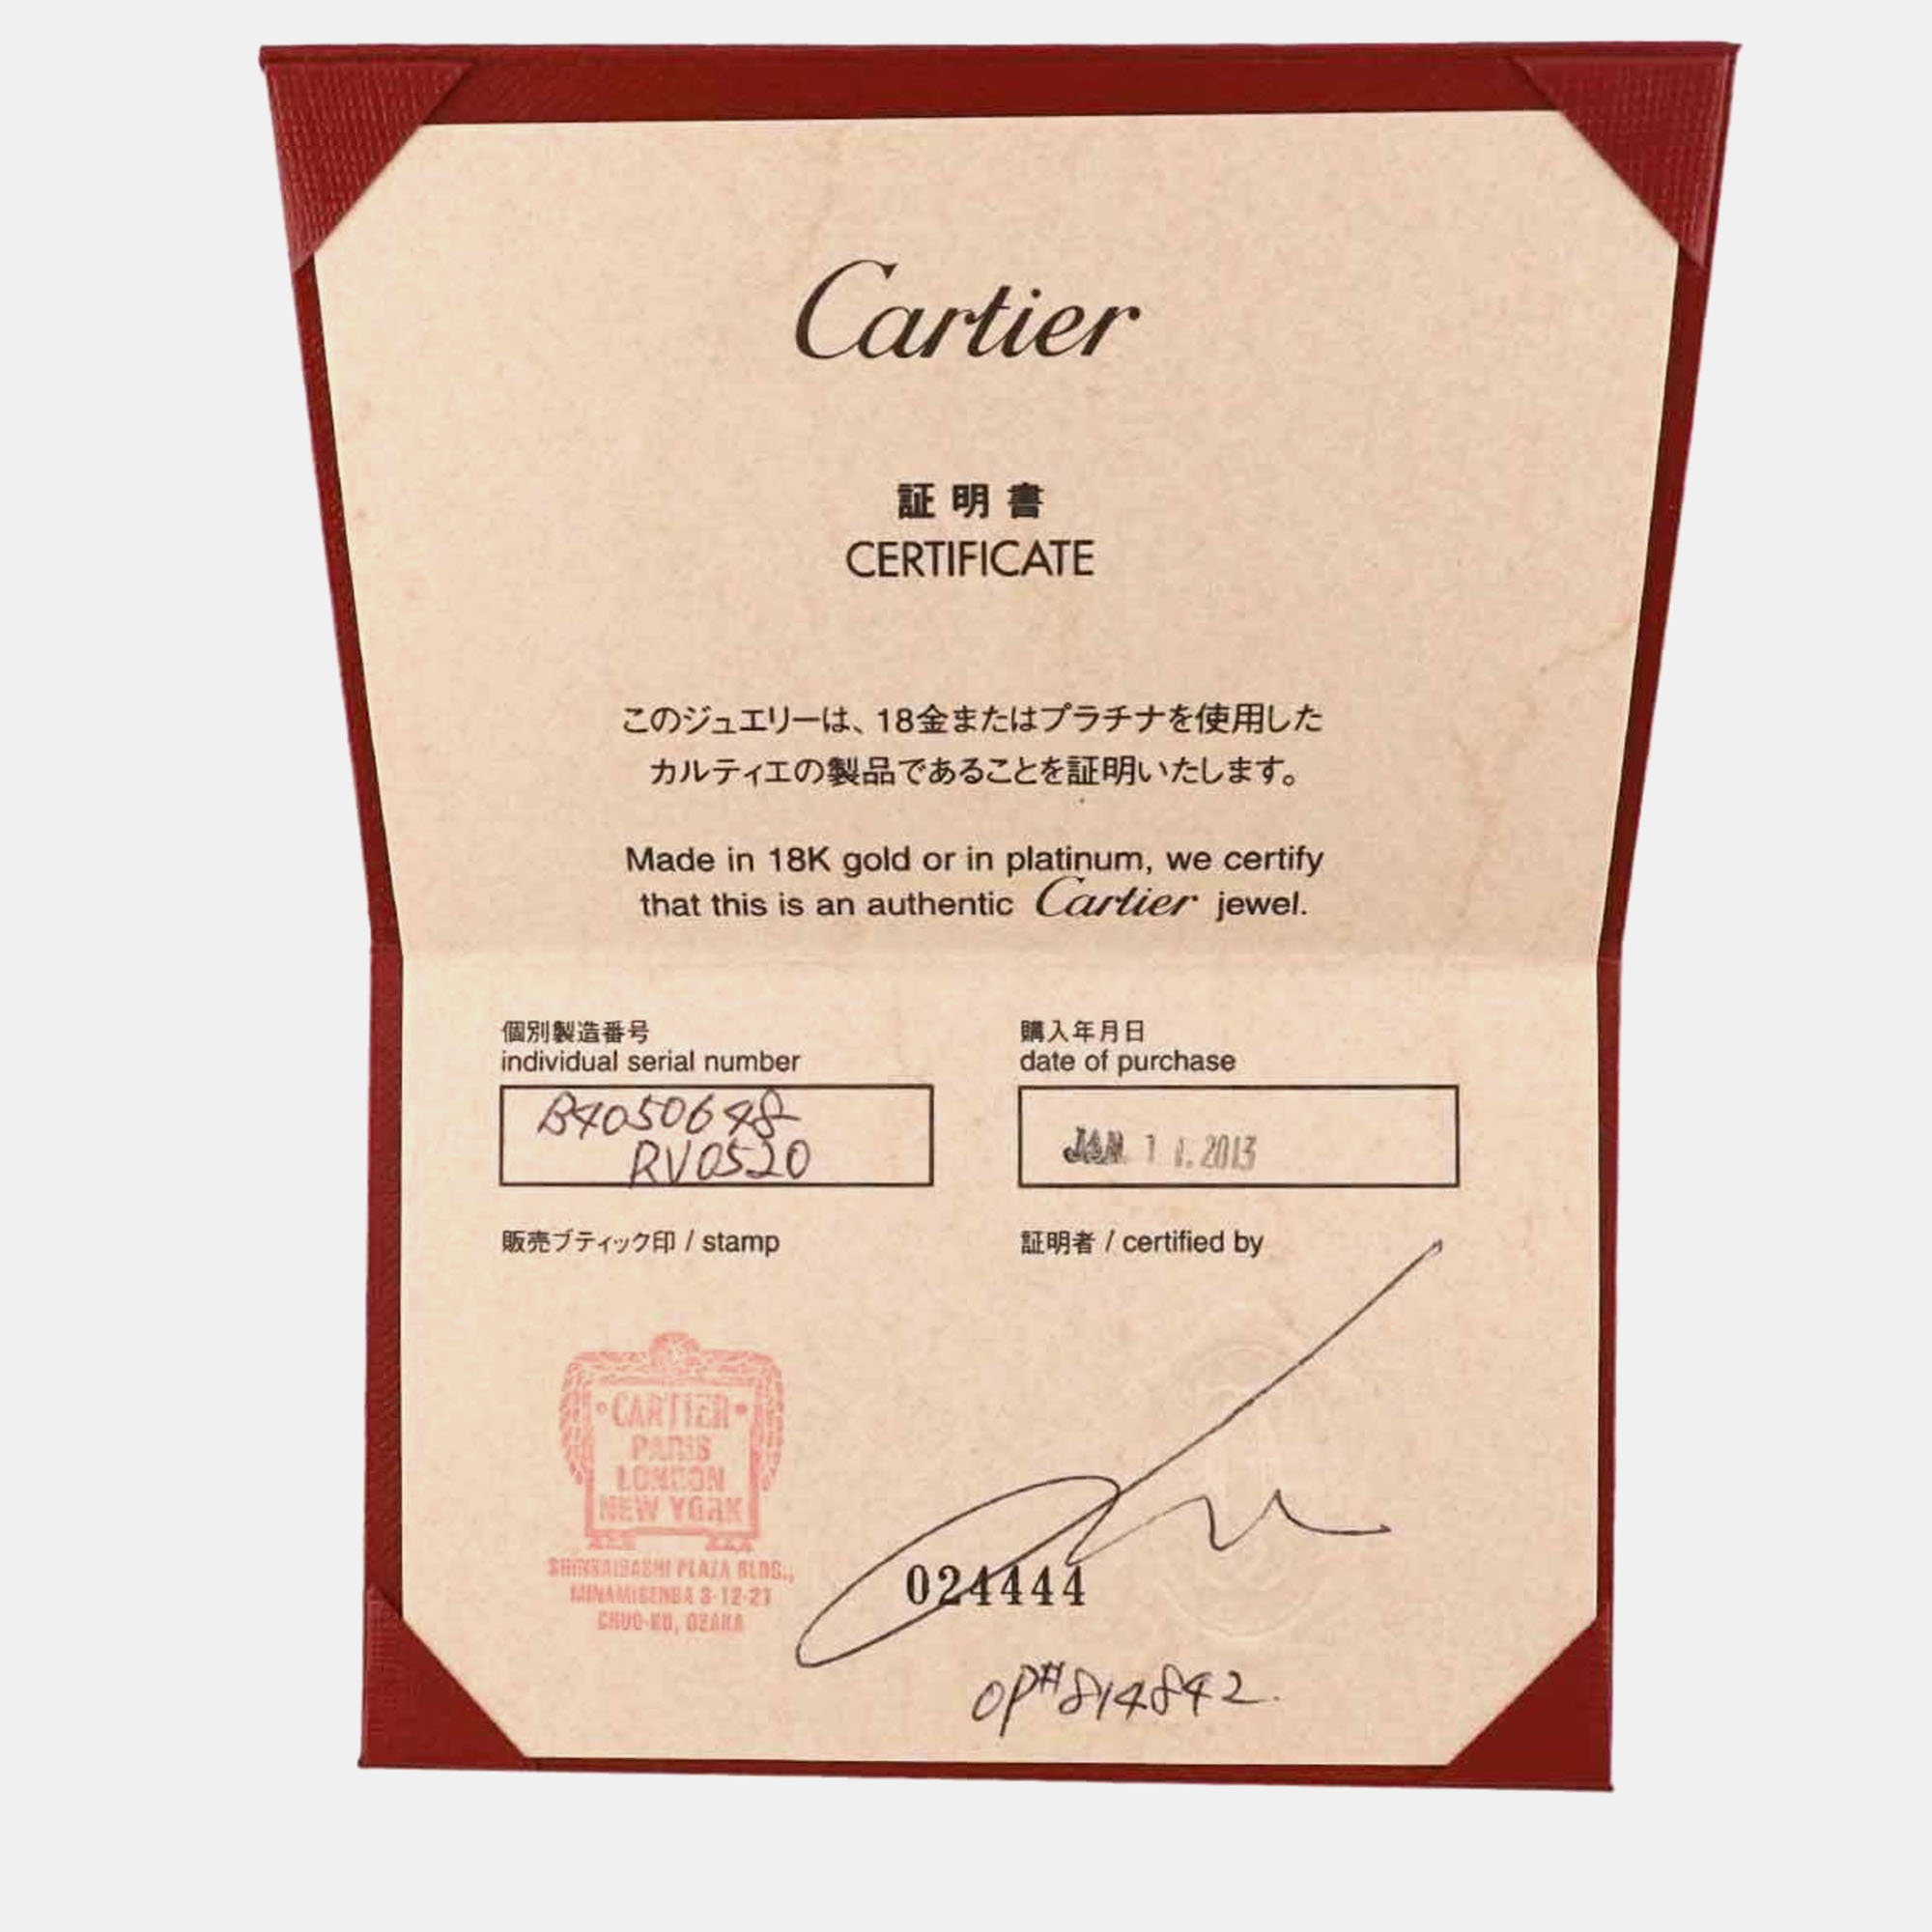 Cartier
証明書
CERTIFICATE
このジュエリーは、18金またはプラチナを使用した
カルティエの製品であることを証明いたします。
Made in 18K gold or in platinum, we certify
that this is an authentic Cartier jewel.
個別製造番号
individual serial number
B4050648
RV0520
購入年月日
date of purchase
JAN. 2013
販売ブティック印 / stamp
証明者 / certified by
CARTIER
PARIS
LONDON
NEW YORK
SHINSAIBASHI PLAZA BLDG.,
MINAMISENBA 3-12-21
CHUO-KU, OSAKA
024444
OP#814842.